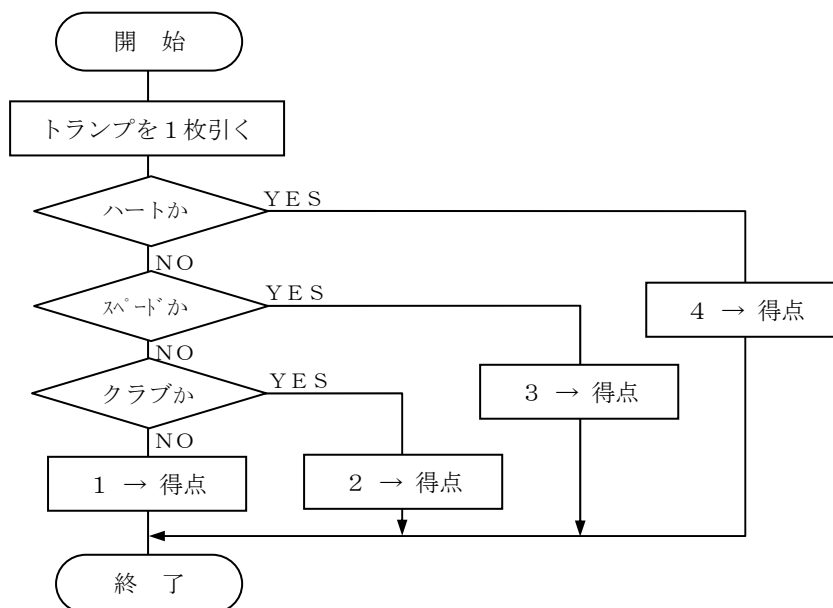 開　始
トランプを１枚引く
ハートか
ＹＥＳ
ＮＯ
ｽﾍﾟｰﾄﾞか
ＹＥＳ
４ → 得点
ＮＯ
クラブか
ＹＥＳ
３ → 得点
ＮＯ
１ → 得点
２ → 得点
終　了